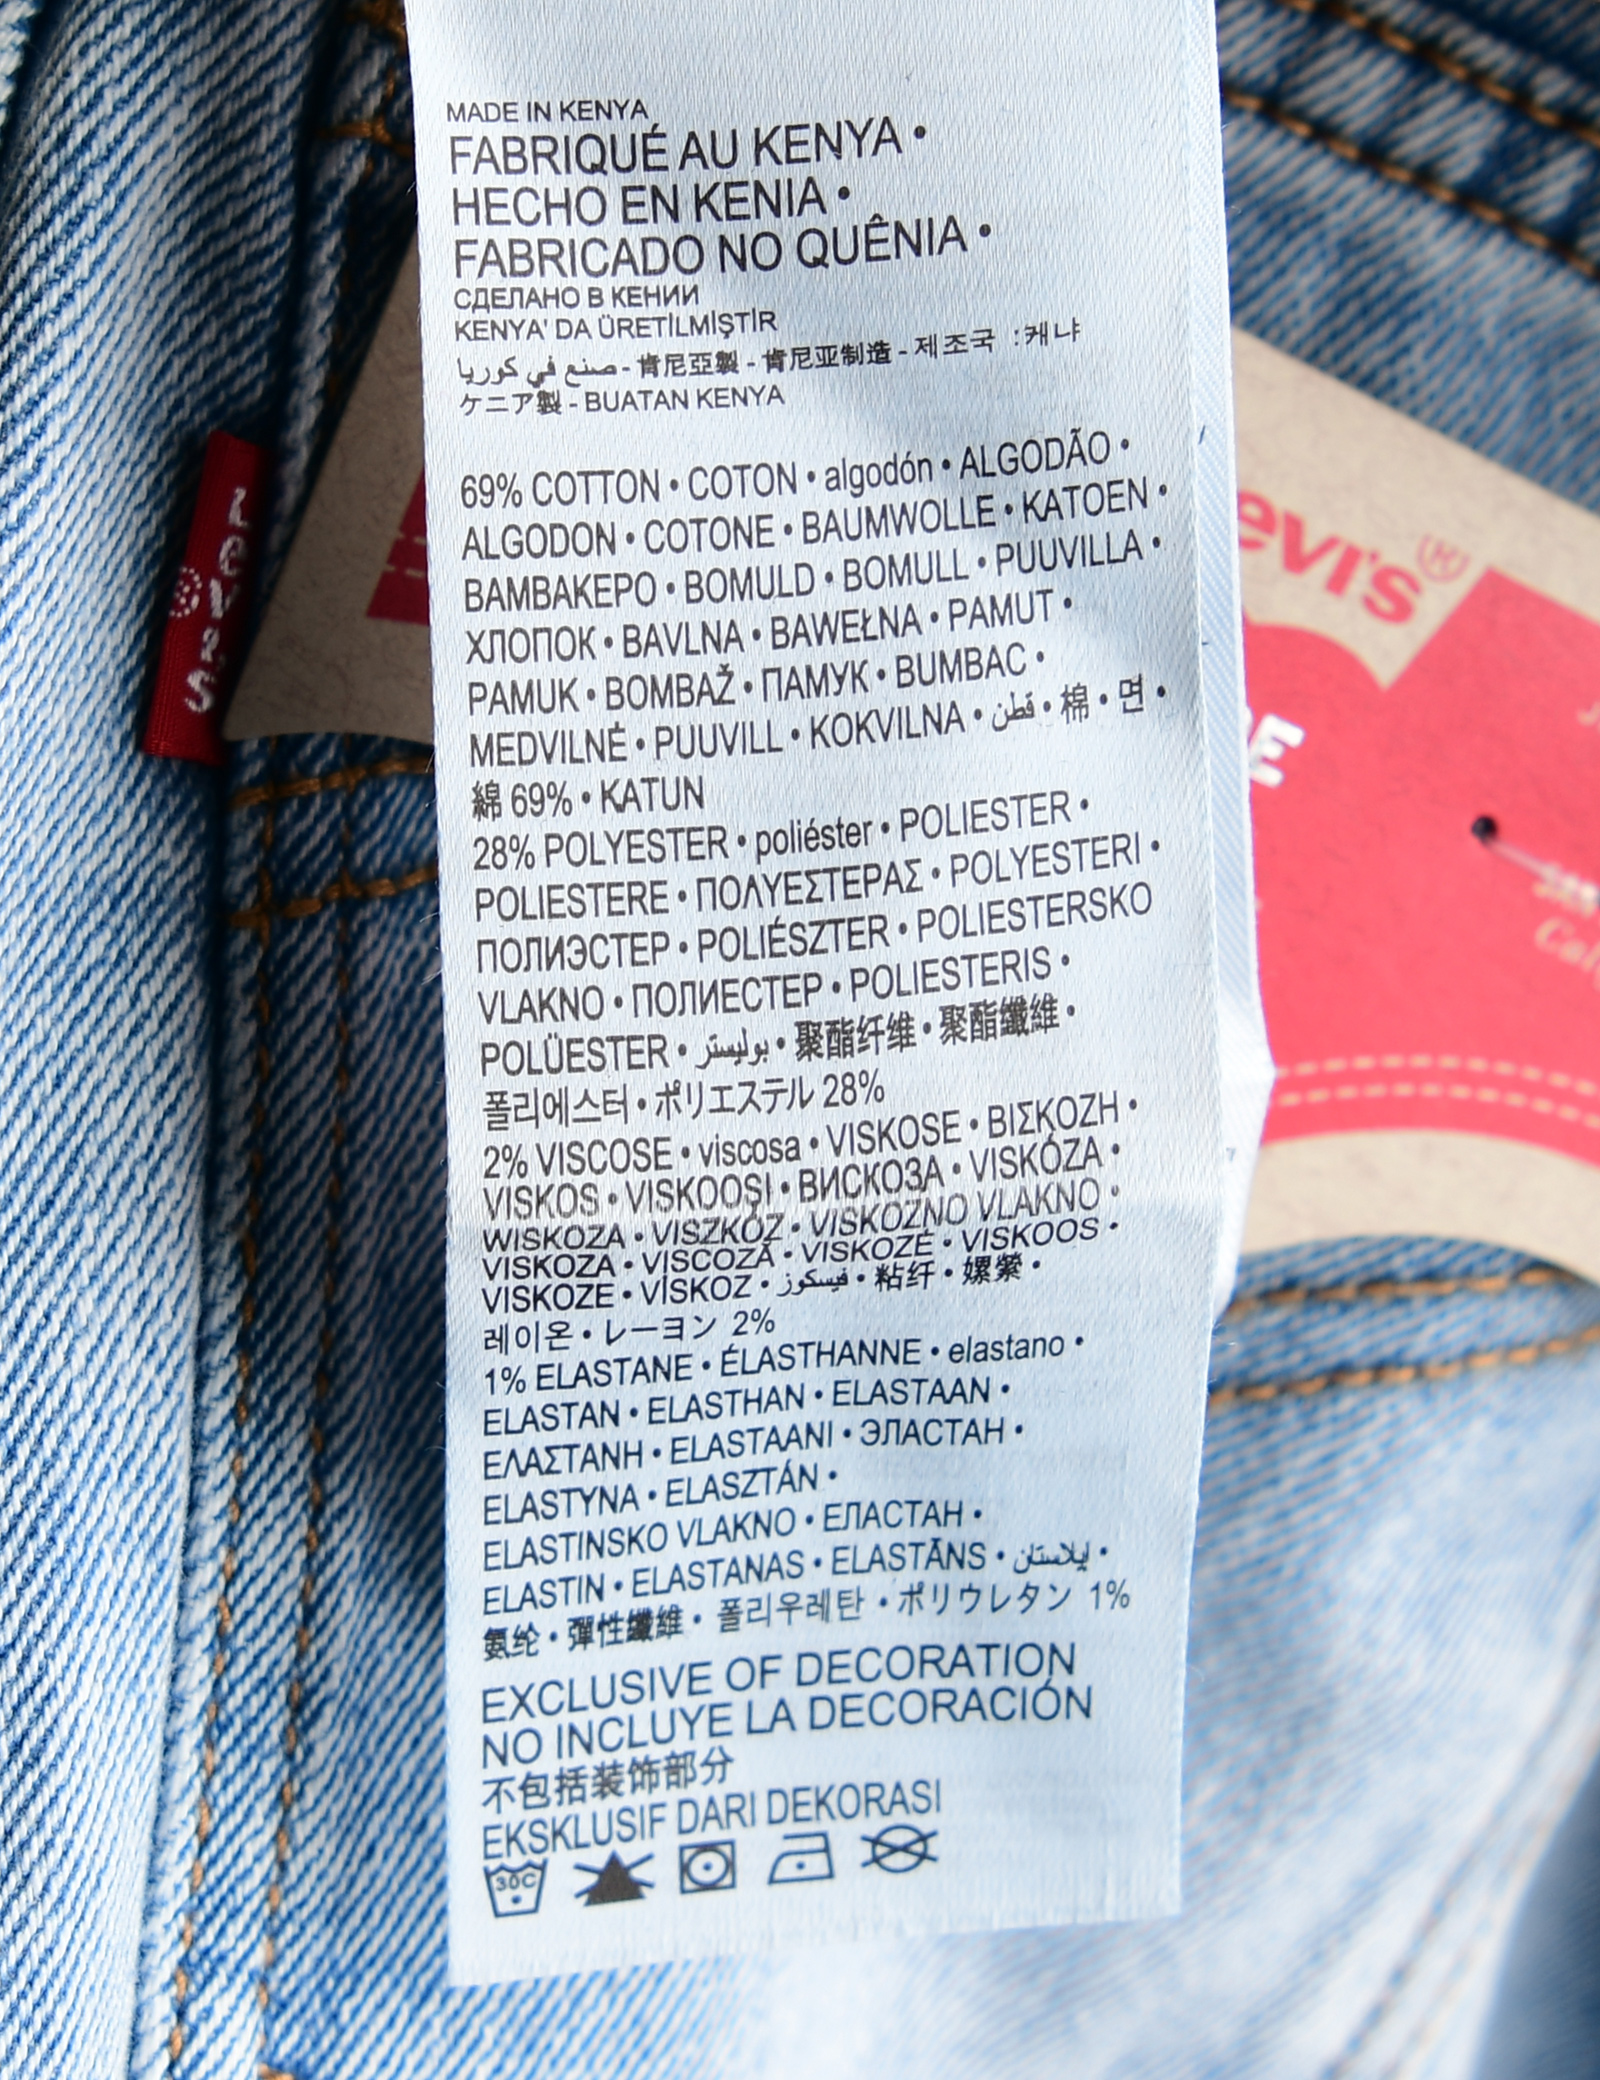 MADE IN KENYA
FABRIQUÉ AU KENYA •
HECHO EN KENIA •
FABRICADO NO QUÊNIA •
СДЕЛАНО В КЕНИИ
KENYA' DA ÜRETİLMİŞTİR
صنع في كوريا - 肯尼亞製 - 肯尼亚制造 - 제조국 :케냐
ケニア製 - BUATAN KENYA
69% COTTON • COTON • algodón • ALGODÃO •
ALGODON • COTONE • BAUMWOLLE • KATOEN •
BAMBAKEPO • BOMULD • BOMULL • PUUVILLA •
ХЛОПОК • BAVLNA • BAWEŁNA • PAMUT •
PAMUK • BOMBAŽ • ПАМУК • BUMBAC •
MEDVILNĖ • PUUVILL • KOKVILNA • قطن • 棉 • 면 •
綿 69% • KATUN
28% POLYESTER • poliéster • POLIESTER •
POLIESTERE • ΠΟΛΥΕΣΤΕΡΑΣ • POLYESTERI •
ПОЛИЭСТЕР • POLIÉSZTER • POLIESTERSKO
VLAKNO • ПОЛИЕСТЕР • POLIESTERIS •
POLÜESTER • بوليستر • 聚酯纤维 • 聚酯纖維 •
폴리에스터 • ポリエステル 28%
2% VISCOSE • viscosa • VISKOSE • ΒΙΣΚΟΖΗ •
VISKOS • VISKOOSI • ВИСКОЗА • VISKÓZA •
WISKOZA • VISZKÓZ • VISKOZNO VLAKNO •
VISKOZA • VISCOZĂ • VISKOZĖ • VISKOOS •
VISKOZE • VİSKOZ • فيسكوز • 粘纤 • 嫘縈 •
레이온 • レーヨン 2%
1% ELASTANE • ÉLASTHANNE • elastano •
ELASTAN • ELASTHAN • ELASTAAN •
ΕΛΑΣΤΑΝΗ • ELASTAANI • ЭЛАСТАН •
ELASTYNA • ELASZTÁN •
ELASTINSKO VLAKNO • ЕЛАСТАН •
ELASTIN • ELASTANAS • ELASTĀNS • إيلاستان •
氨纶 • 彈性纖維 • 폴리우레탄 • ポリウレタン 1%
EXCLUSIVE OF DECORATION
NO INCLUYE LA DECORACIÓN
不包括装饰部分
EKSKLUSIF DARI DEKORASI
30C
Levi's
evi's®